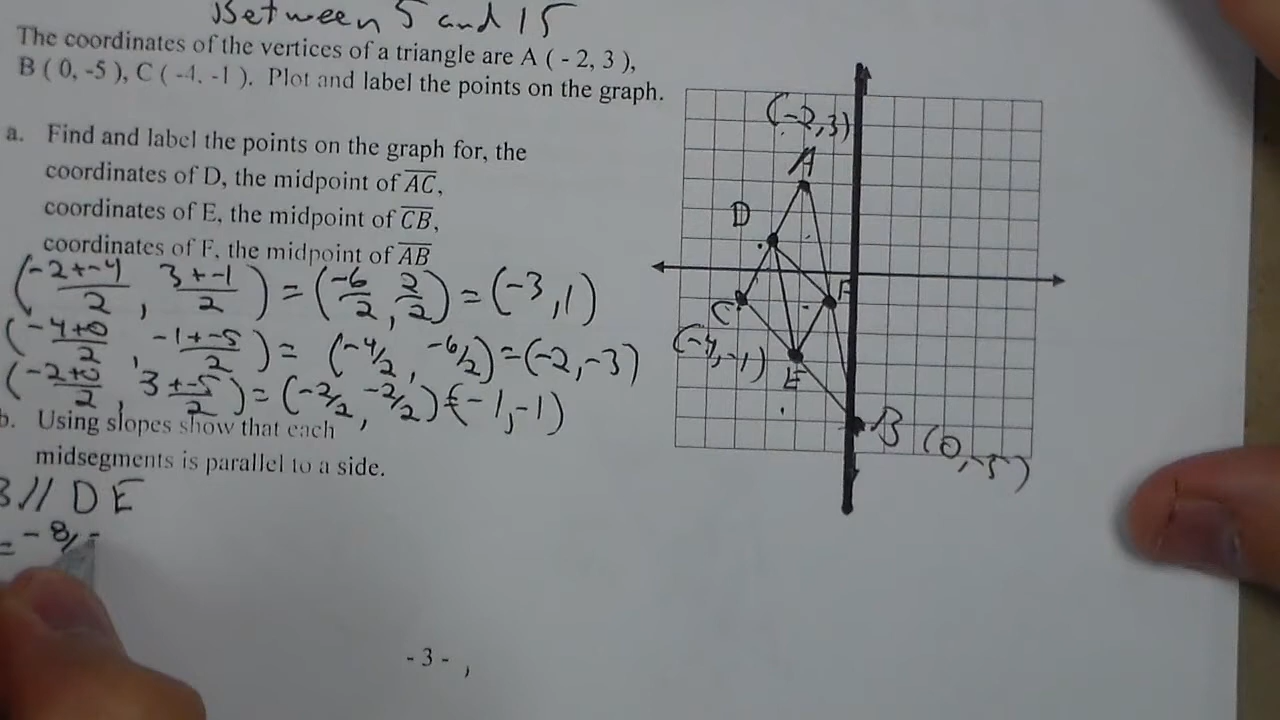 Between 5 and 15
The coordinates of the vertices of a triangle are A ( - 2, 3 ),
B ( 0, -5 ), C ( -4, -1 ). Plot and label the points on the graph.
a. Find and label the points on the graph for, the
coordinates of D, the midpoint of \overline{AC},
coordinates of E, the midpoint of \overline{CB},
coordinates of F, the midpoint of \overline{AB}
(-2+-4/2, 3+-1/2) = (-6/2, 2/2) = (-3,1)
(-4+0/2, -1+-5/2) = (-4/2, -6/2) = (-2,-3)
(-2+0/2, 3+-5/2) = (-2/2, -2/2) = (-1,-1)
b. Using slopes show that each
midsegments is parallel to a side.
B // DE
= -8/
- 3 -
(-2,3)
A
D
C
F
(-4,-1)
E
B (0,-5)